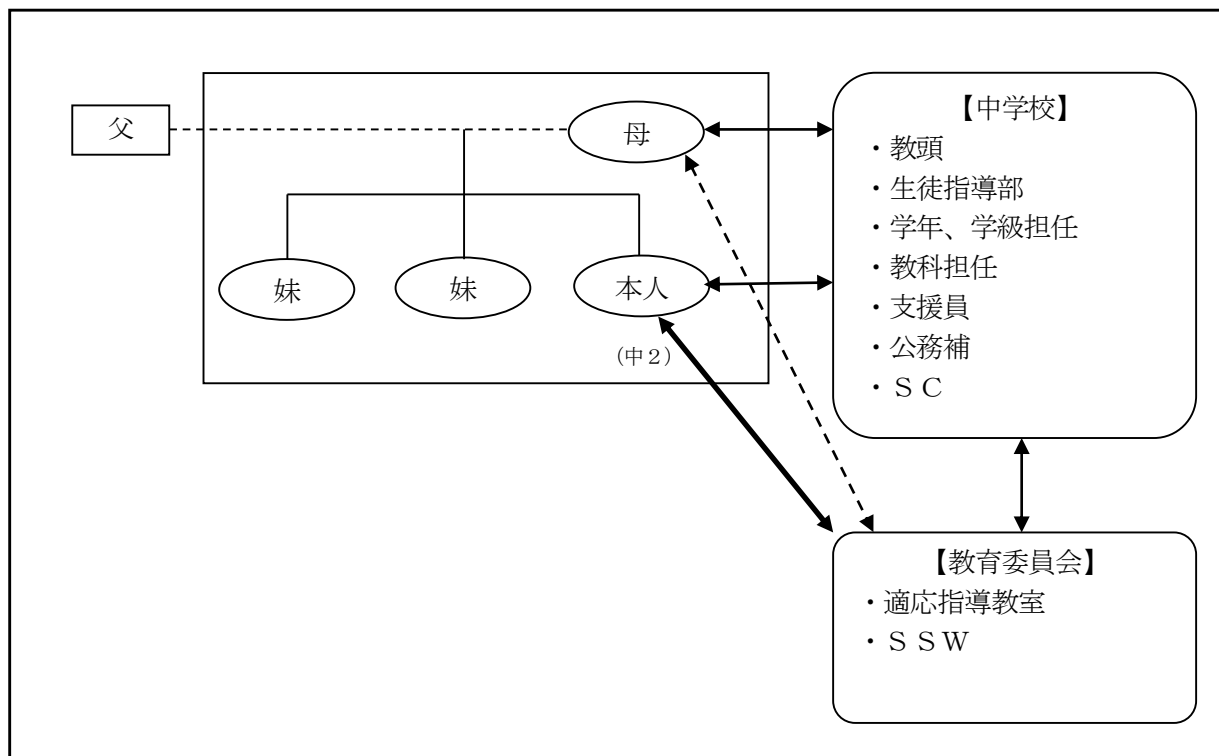 父
母
妹
妹
本人
（中２）
【中学校】
・教頭
・生徒指導部
・学年、学級担任
・教科担任
・支援員
・公務補
・ＳＣ
【教育委員会】
・適応指導教室
・ＳＳＷ